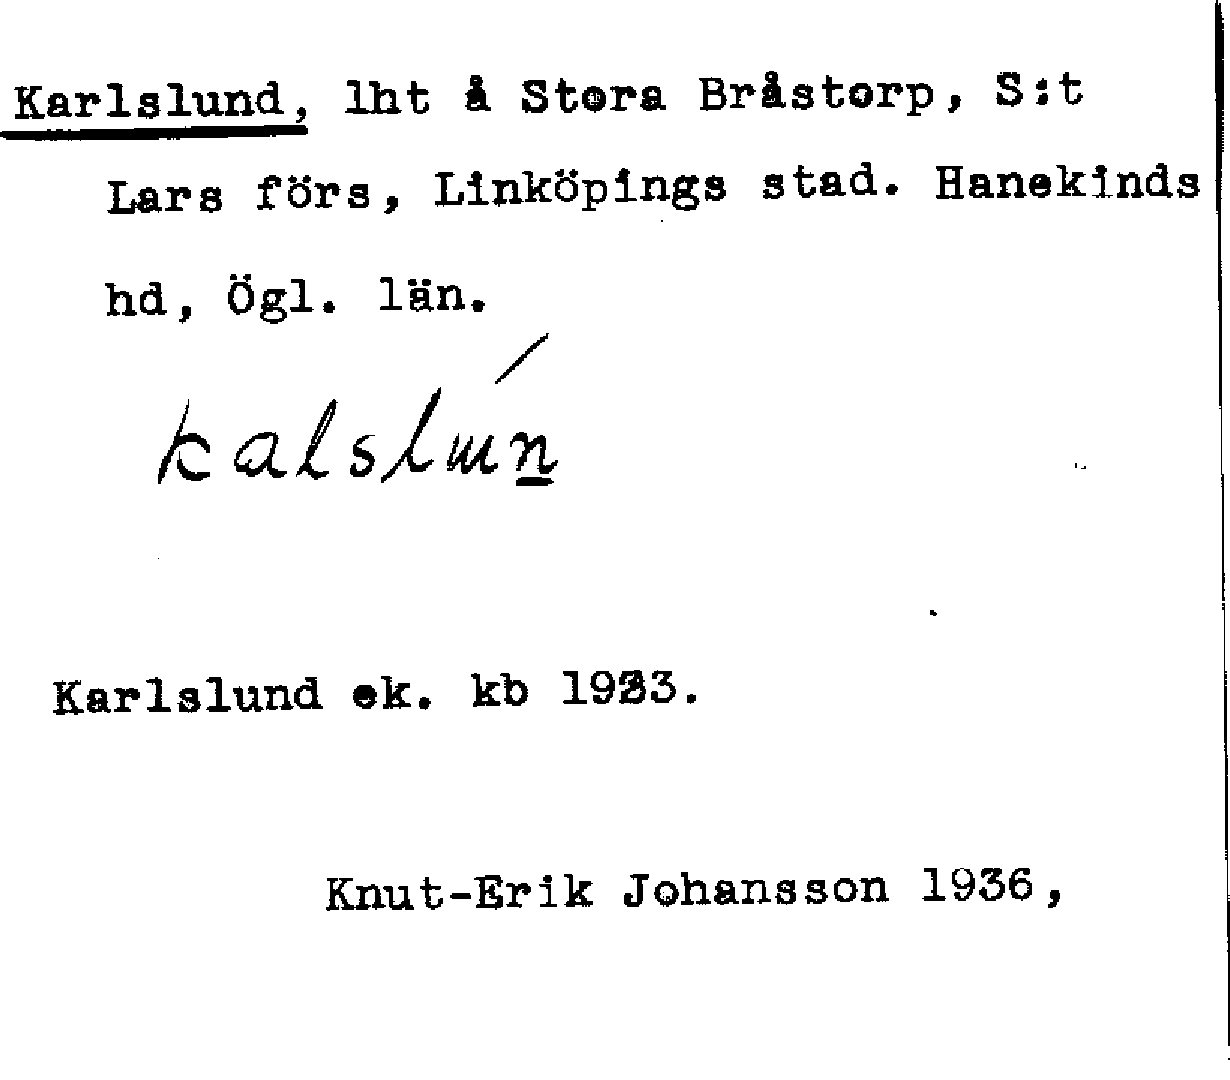 Karlslund, lht å Stora Bråstorp, S:t
Lars förs, Linköpings stad. Hanekinds
hd, Ögl. län.
Karlslund ek. kb 1933.
Knut-Erik Johansson 1936,